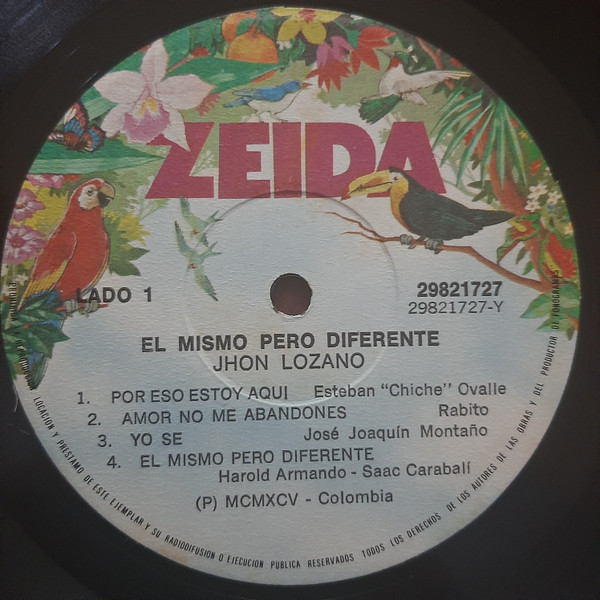 ZEIDA
LADO 1
29821727
29821727-Y
EL MISMO PERO DIFERENTE
JHON LOZANO
1. POR ESO ESTOY AQUI Esteban "Chiche" Ovalle
2. AMOR NO ME ABANDONES Rabito
3. YO SE José Joaquín Montaño
4. EL MISMO PERO DIFERENTE
Harold Armando - Saac Carabalí
(P) MCMXCV - Colombia
LOCACION Y PRESTAMO DE ESTE EJEMPLAR Y SU RADIODIFUSION O EJECUCION PUBLICA RESERVADOS TODOS LOS DERECHOS DE LOS AUTORES DE LAS OBRAS Y DEL PRODUCTOR DE FONOGRAMAS